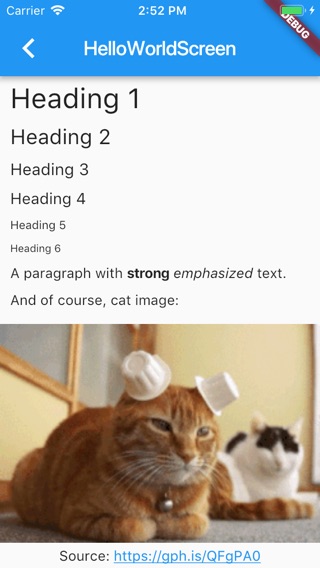 Carrier 2:52 PM
DEBUG
HelloWorldScreen
Heading 1
Heading 2
Heading 3
Heading 4
Heading 5
Heading 6
A paragraph with strong emphasized text.
And of course, cat image:
Source: https://gph.is/QFgPA0